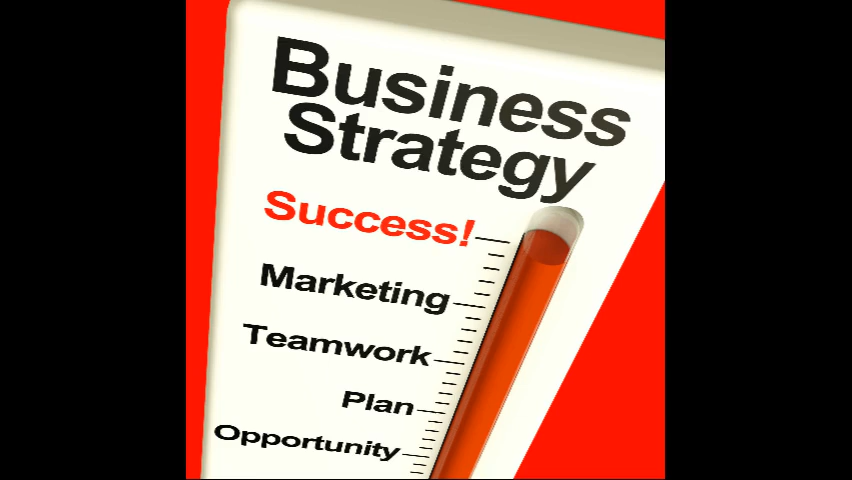 Business
Strategy
Success!
Marketing
Teamwork
Plan
Opportunity